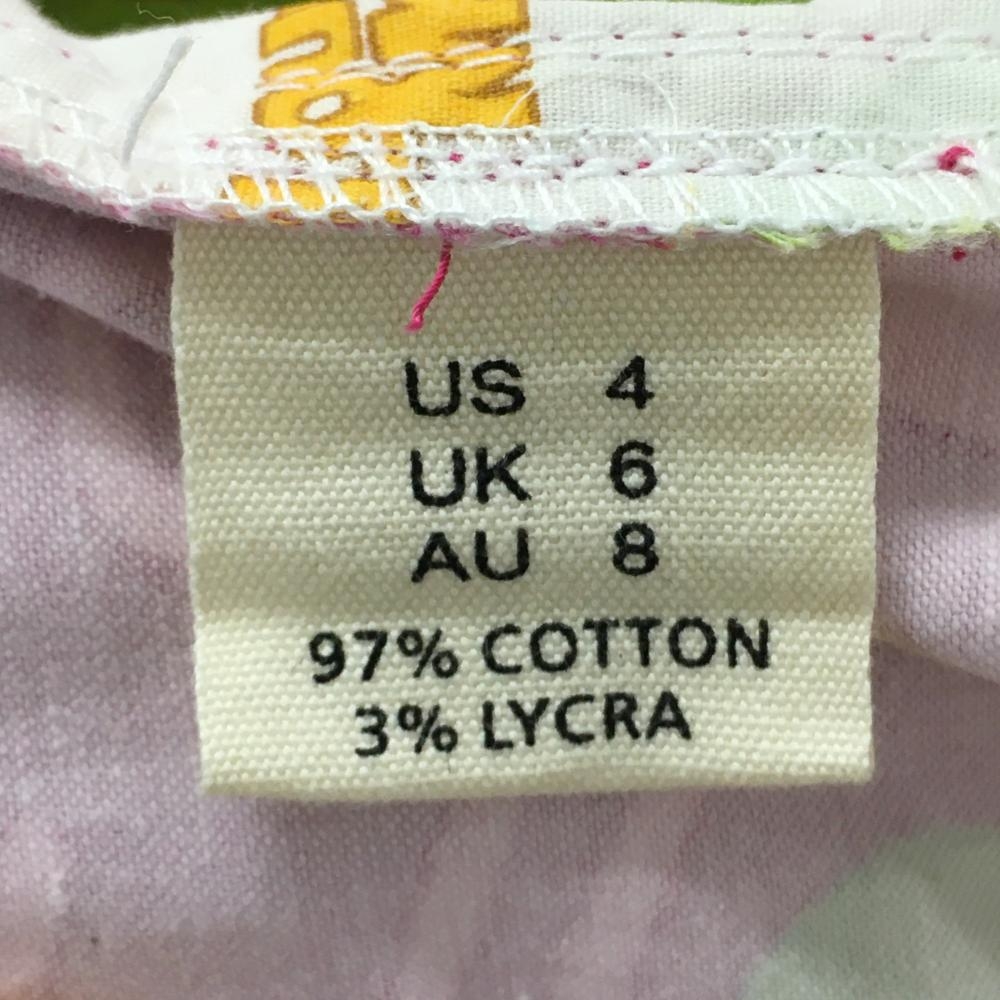 US 4
UK 6
AU 8
97% COTTON
3% LYCRA